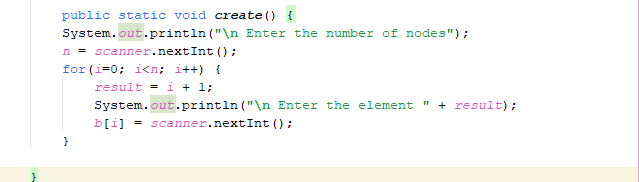 public static void create() {
System.out.println("\n Enter the number of nodes");
n = scanner.nextInt();
for(i=0; i<n; i++) {
result = i + 1;
System.out.println("\n Enter the element " + result);
b[i] = scanner.nextInt();
}
}